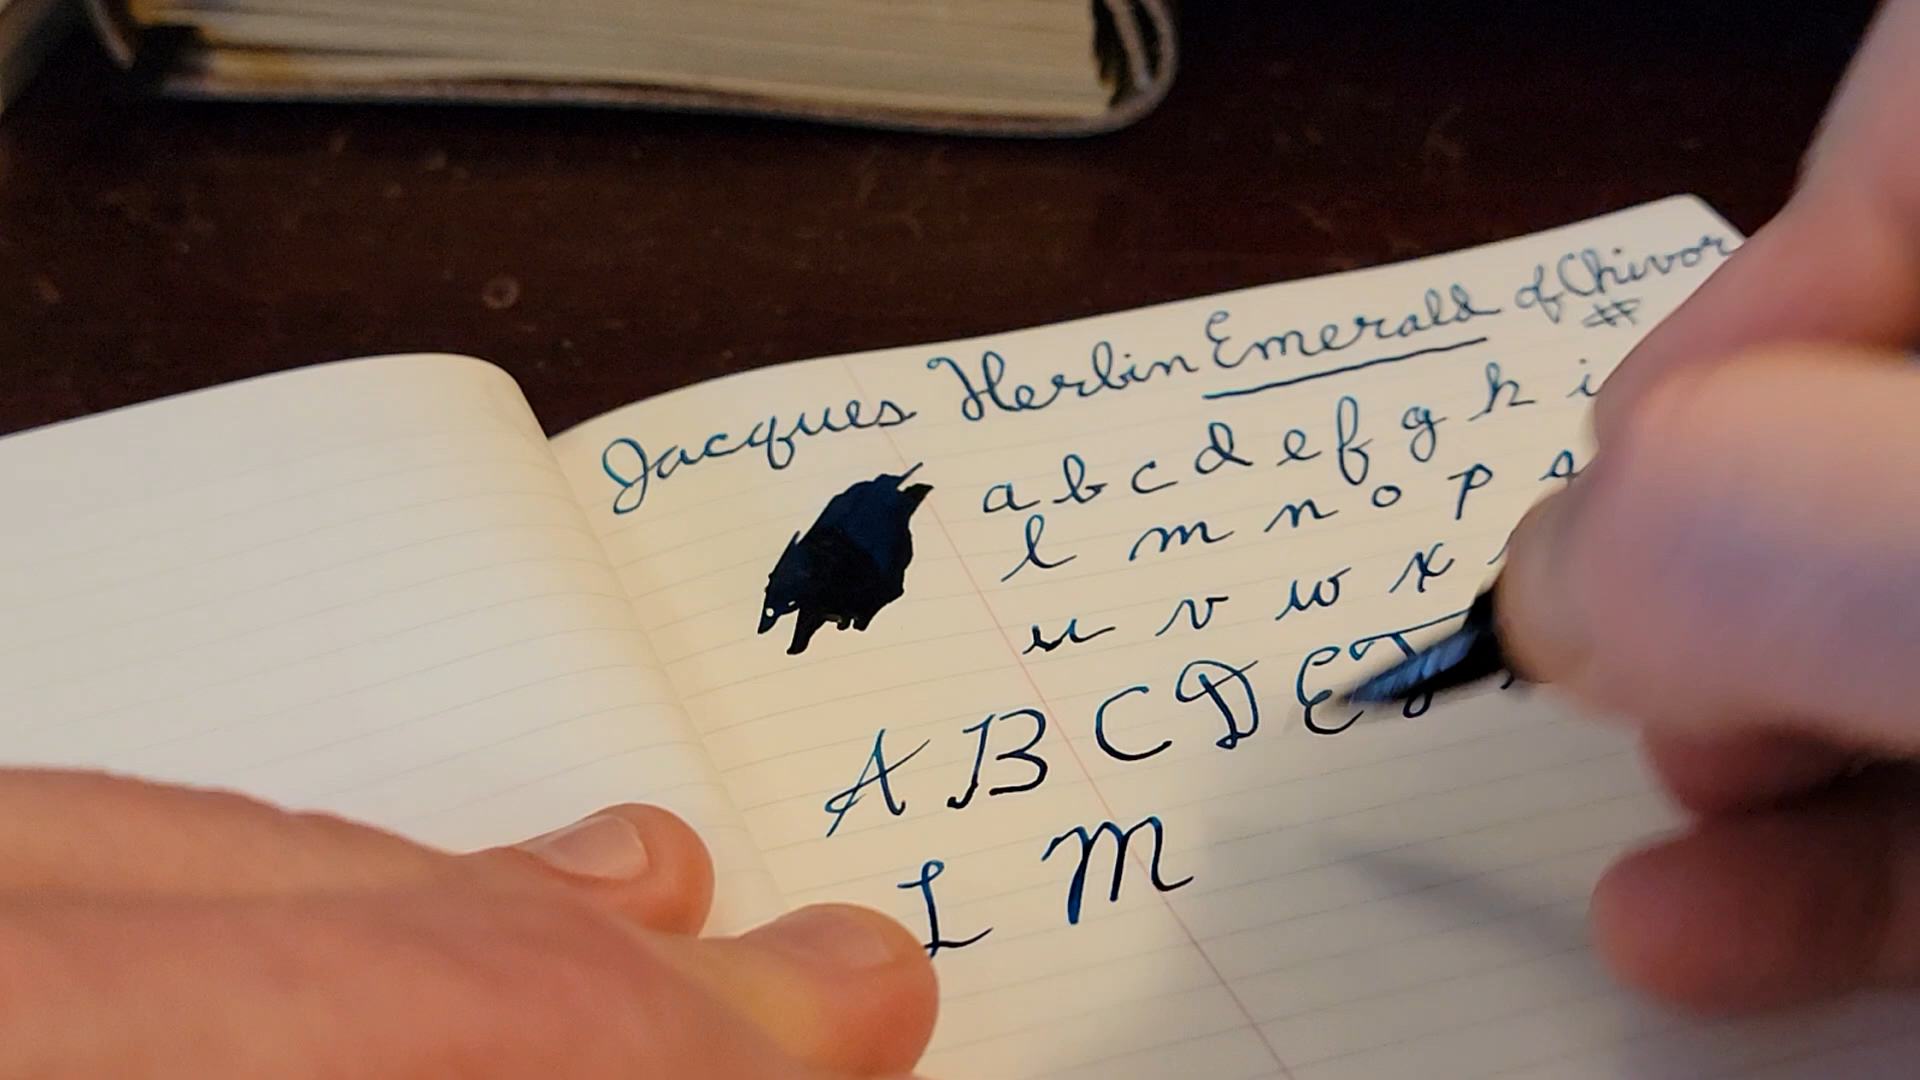 Jacques Herbin Emerald of Chivor
#
a b c d e f g h i
l m n o p
u v w x
A B C D E
L M